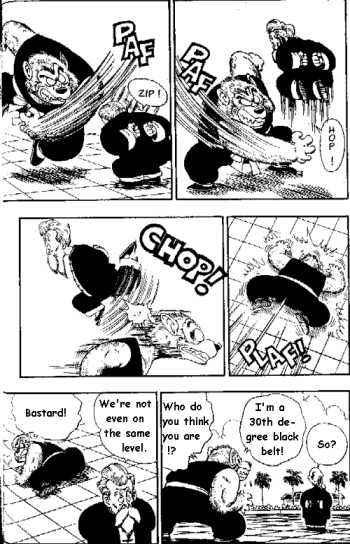 PAF
ZIP!
PAF
HOP!
CHOP!
PLAF!
Bastard!
We're not
even on
the same
level.
Who do
you think
you are
!?
I'm a
30th de-
gree black
belt!
So?